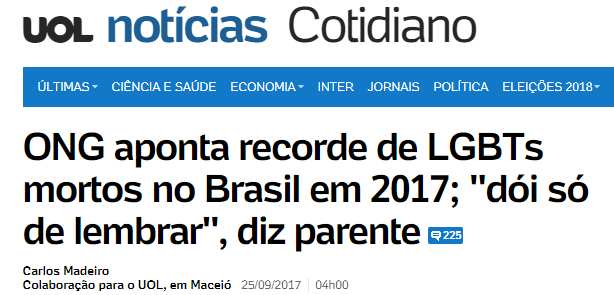 UOL notícias Cotidiano
ÚLTIMAS CIÊNCIA E SAÚDE ECONOMIA INTER JORNAIS POLÍTICA ELEIÇÕES 2018
ONG aponta recorde de LGBTs
mortos no Brasil em 2017; "dói só
de lembrar", diz parente 225
Carlos Madeiro
Colaboração para o UOL, em Maceió 25/09/2017 04h00